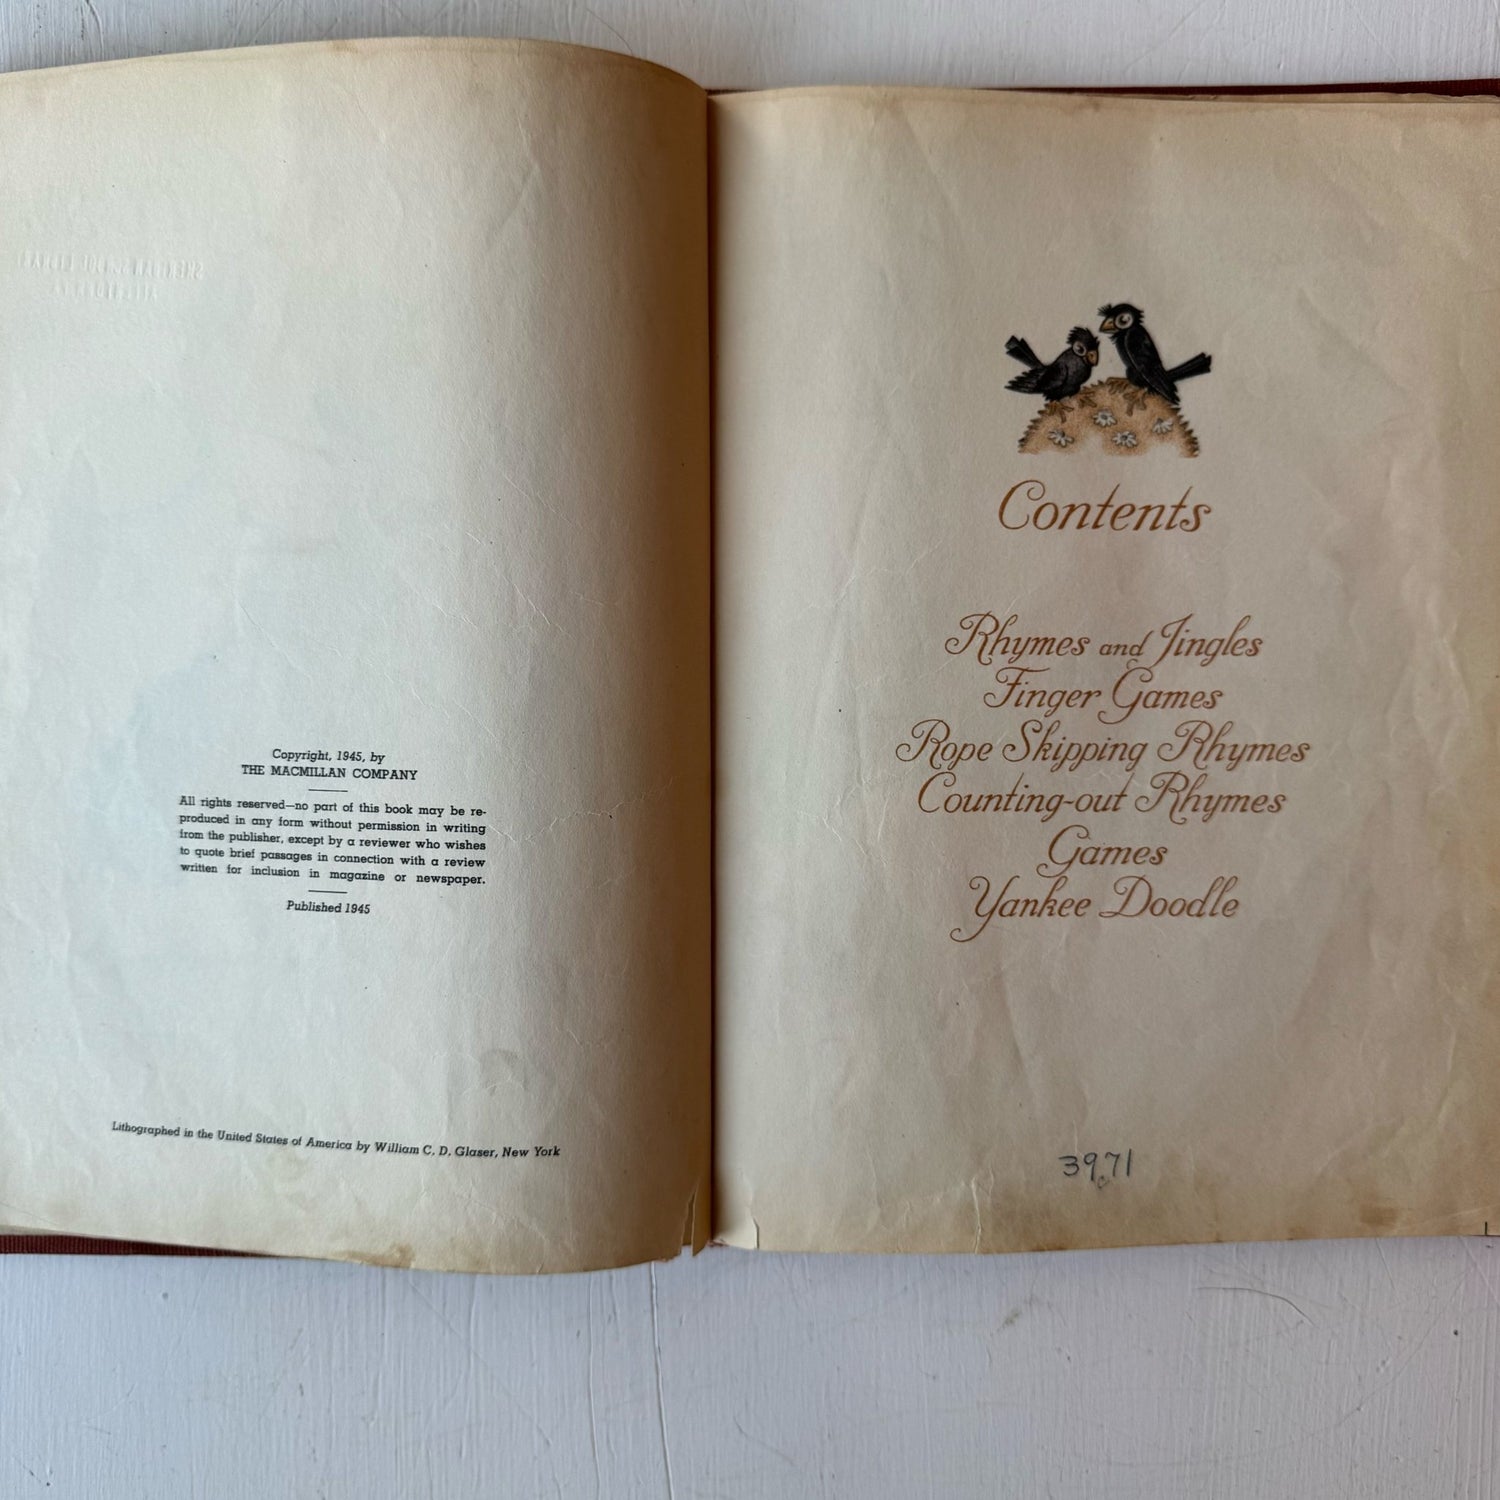 Copyright, 1945, by
THE MACMILLAN COMPANY
All rights reserved—no part of this book may be re-
produced in any form without permission in writing
from the publisher, except by a reviewer who wishes
to quote brief passages in connection with a review
written for inclusion in magazine or newspaper.
Published 1945
Lithographed in the United States of America by William C. D. Glaser, New York
Contents
Rhymes and Jingles
Finger Games
Rope Skipping Rhymes
Counting-out Rhymes
Games
Yankee Doodle
3971